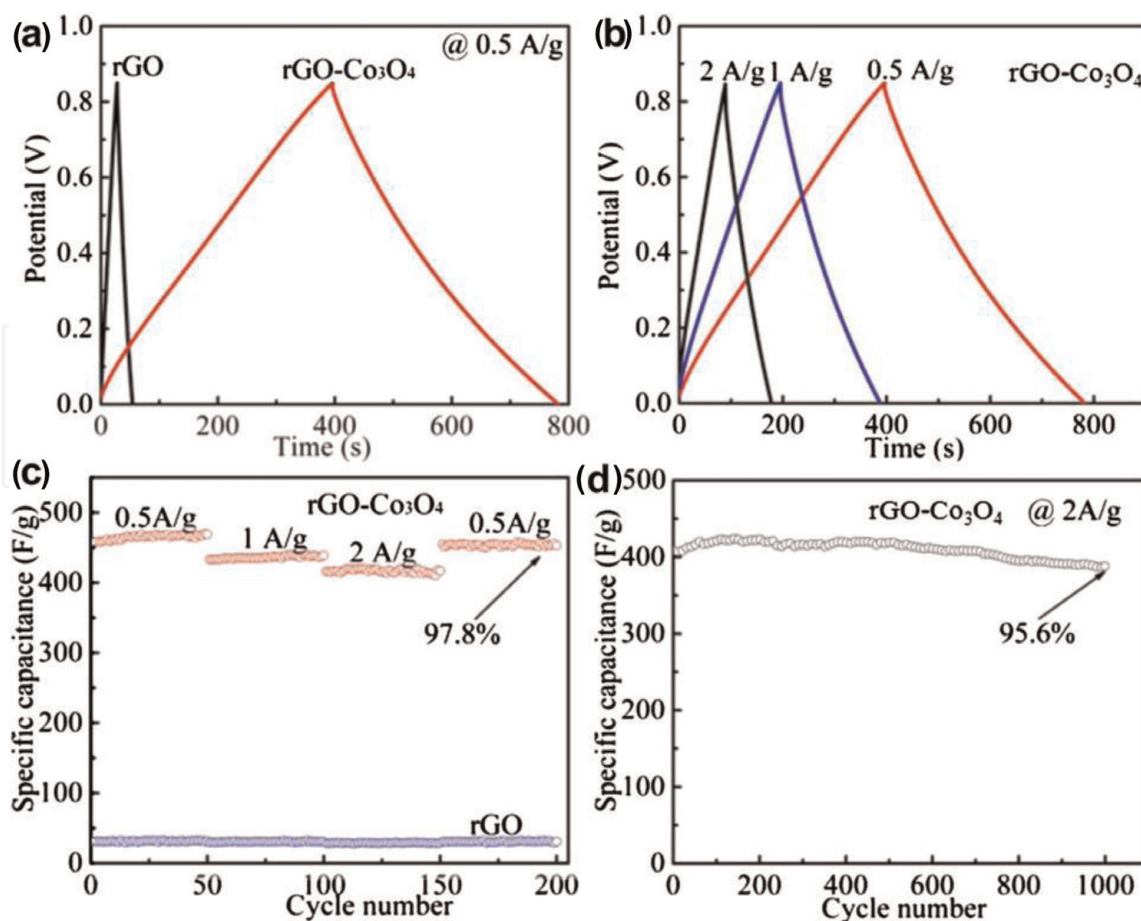 (a)
1.0
@ 0.5 A/g
rGO
rGO-Co₃O₄
0.8
0.6
0.4
0.2
0.0
Potential (V)
0 200 400 600 800
Time (s)
(b)
1.0
2 A/g 1 A/g 0.5 A/g rGO-Co₃O₄
0.8
0.6
0.4
0.2
0.0
Potential (V)
0 200 400 600 800
Time (s)
(c)
rGO-Co₃O₄
500
0.5A/g
1 A/g
2 A/g
0.5A/g
400
97.8%
300
200
100
rGO
0
Specific capacitance (F/g)
0 50 100 150 200
Cycle number
(d)
500
rGO-Co₃O₄ @ 2A/g
400
95.6%
300
200
100
0
Specific capacitance (F/g)
0 200 400 600 800 1000
Cycle number